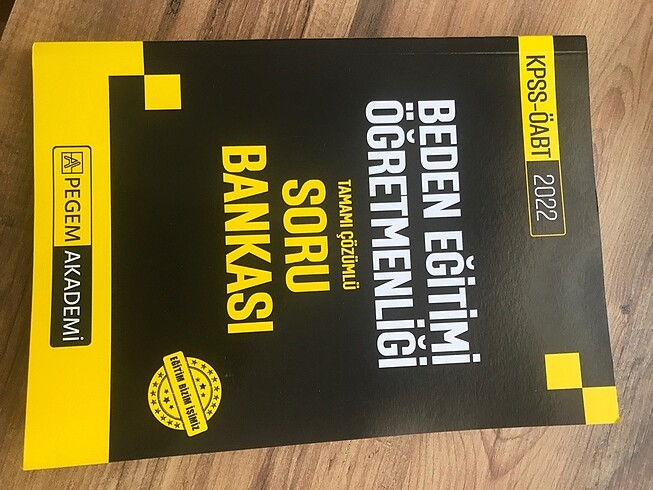 KPSS-ÖABT 2022
BEDEN EĞİTİMİ
ÖĞRETMENLİĞİ
TAMAMI ÇÖZÜMLÜ
SORU
BANKASI
EĞİTİM BİZİM İŞİMİZ
PEGEM AKADEMİ